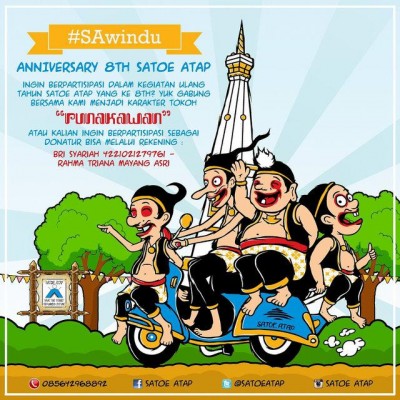 #SAwindu
ANNIVERSARY 8TH SATOE ATAP
INGIN BERPARTISIPASI DALAM KEGIATAN ULANG
TAHUN SATOE ATAP YANG KE 8TH? YUK GABUNG
BERSAMA KAMI MENJADI KARAKTER TOKOH
"PUNAKAWAN"
ATAU KALIAN INGIN BERPARTISIPASI SEBAGAI
DONATUR BISA MELALUI REKENING :
BRI SYARIAH 4221021279761 -
RAHMA TRIANA MAYANG ASRI
SATOE ATAP
085642968892
SATOE ATAP
@SATOEATAP
SATOE ATAP